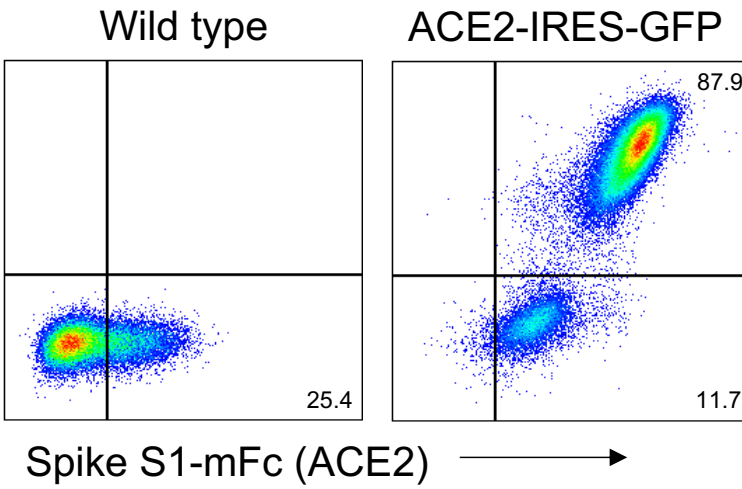 Wild type
ACE2-IRES-GFP
87.9
25.4
11.7
Spike S1-mFc (ACE2)